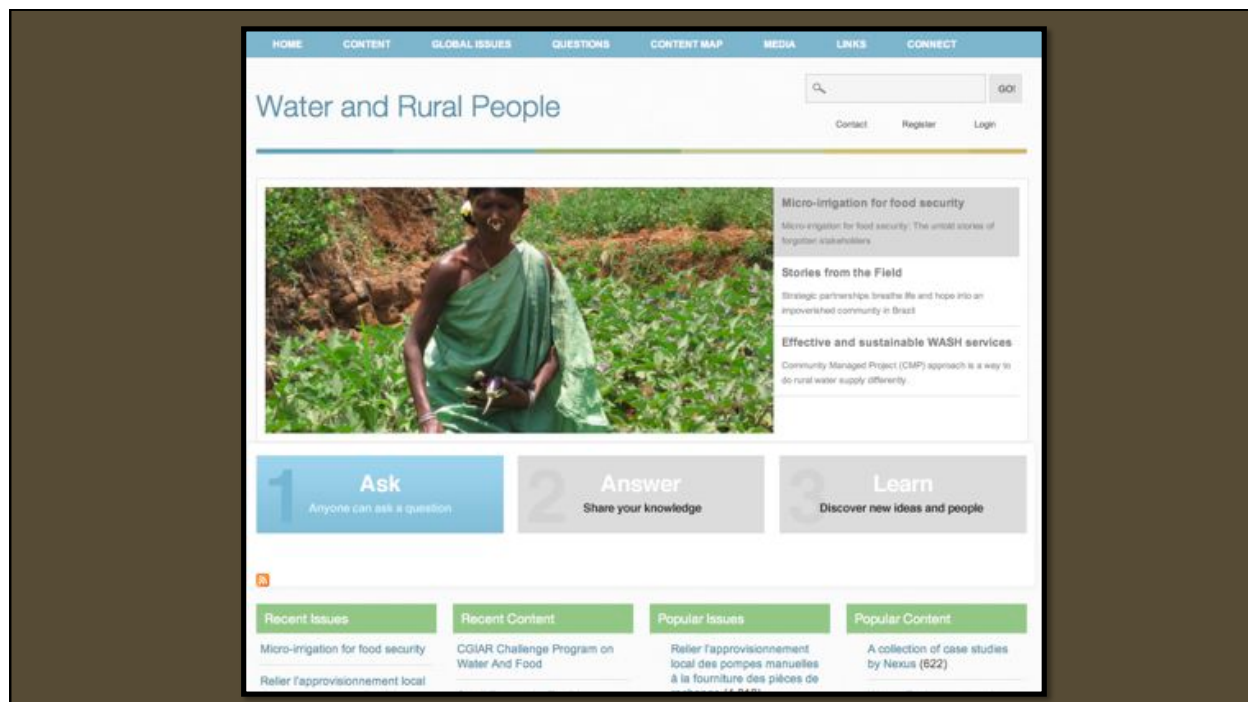 HOME CONTENT GLOBAL ISSUES QUESTIONS CONTENT MAP MEDIA LINKS CONNECT
GO!
Water and Rural People
Contact Register Login
Micro-irrigation for food security
Micro-irrigation for food security: The untold stories of
forgotten stakeholders
Stories from the Field
Strategic partnerships breathe life and hope into an
impoverished community in Brazil
Effective and sustainable WASH services
Community Managed Project (CMP) approach is a way to
do rural water supply differently.
1 Ask
Anyone can ask a question
2 Answer
Share your knowledge
3 Learn
Discover new ideas and people
Recent Issues
Micro-irrigation for food security
Relier l'approvisionnement local
Recent Content
CGIAR Challenge Program on
Water And Food
Popular Issues
Relier l'approvisionnement
local des pompes manuelles
à la fourniture des pièces de
Popular Content
A collection of case studies
by Nexus (622)